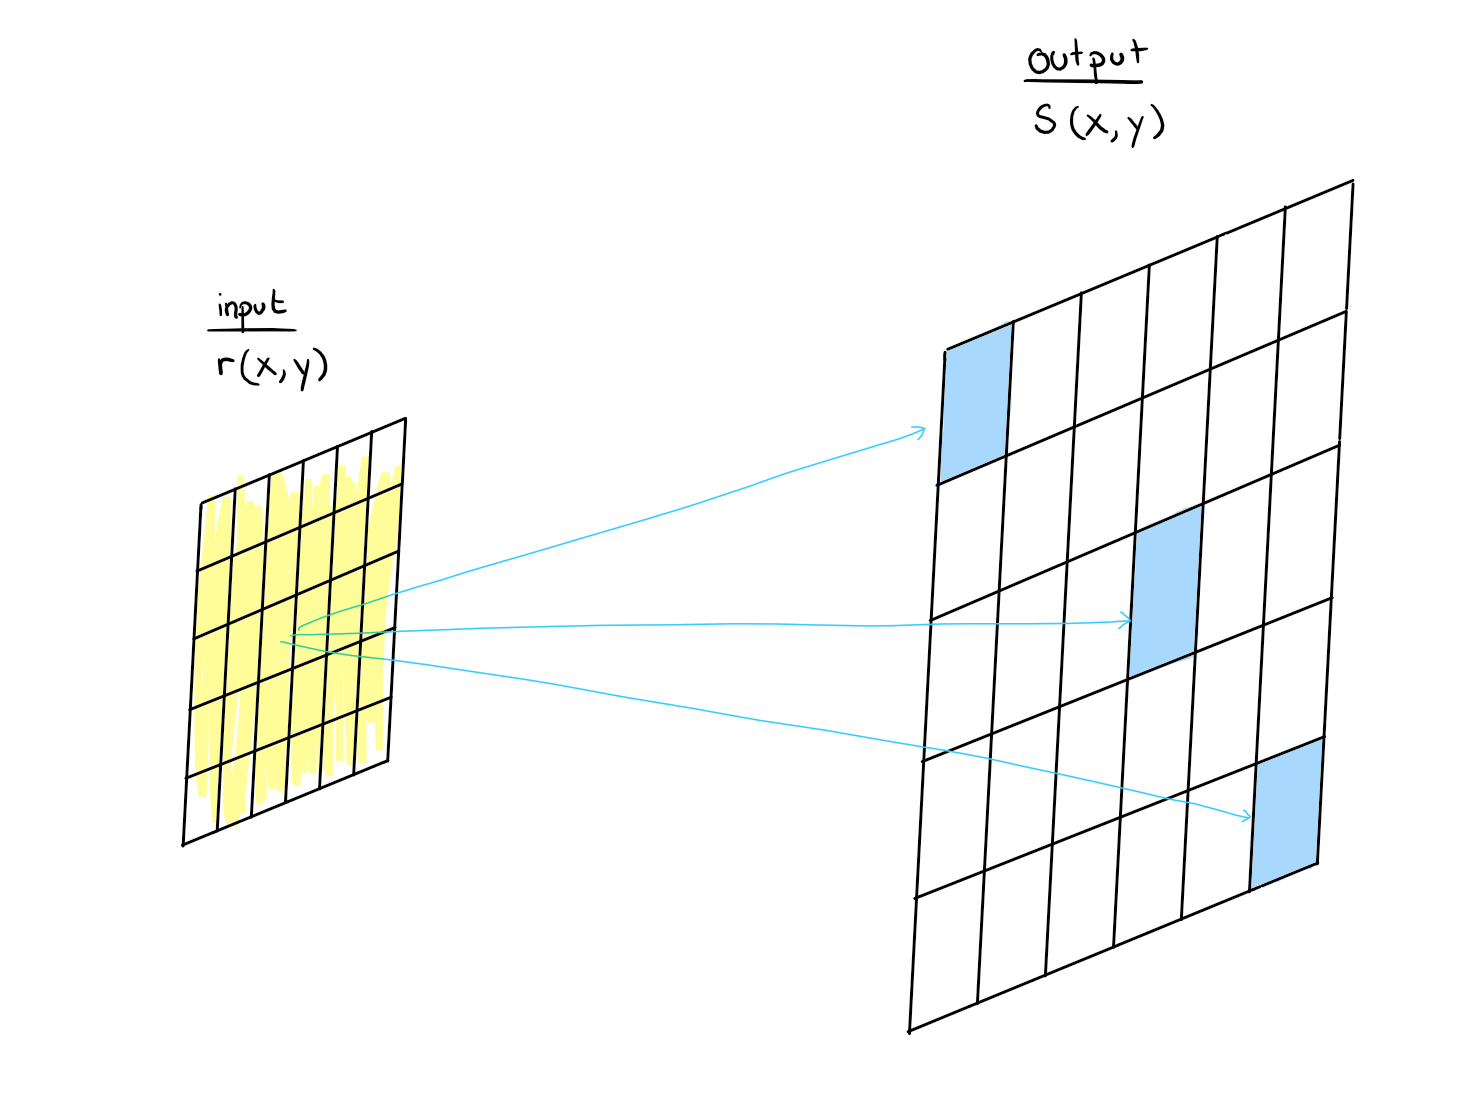 output
S(x,y)
input
r(x,y)